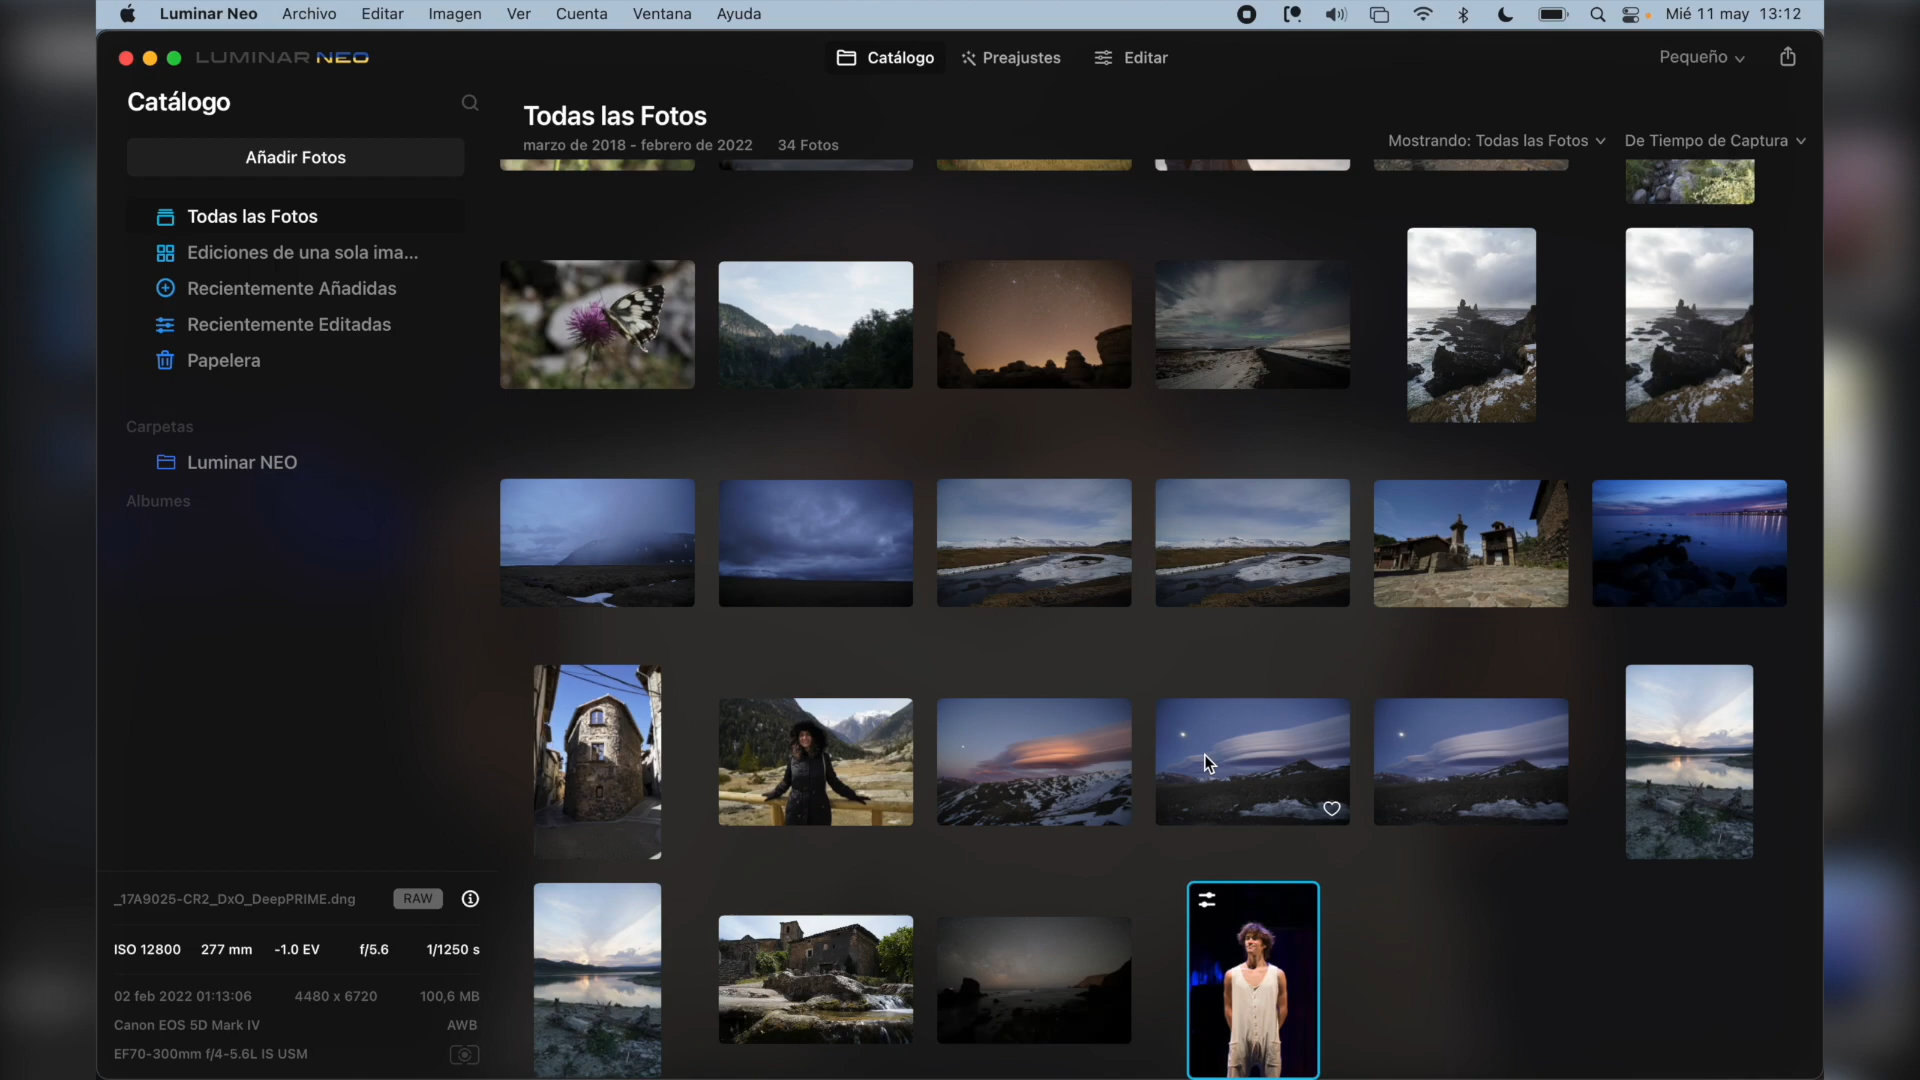 Luminar Neo Archivo Editar Imagen Ver Cuenta Ventana Ayuda Mié 11 may 13:12
LUMINAR NEO Catálogo Preajustes Editar Pequeño
Catálogo
Añadir Fotos
Todas las Fotos
Ediciones de una sola ima...
Recientemente Añadidas
Recientemente Editadas
Papelera
Carpetas
Luminar NEO
Albumes
Todas las Fotos
marzo de 2018 - febrero de 2022 34 Fotos
Mostrando: Todas las Fotos De Tiempo de Captura
_17A9025-CR2_DxO_DeepPRIME.dng RAW
ISO 12800 277 mm -1.0 EV f/5.6 1/1250 s
02 feb 2022 01:13:06 4480 x 6720 100,6 MB
Canon EOS 5D Mark IV AWB
EF70-300mm f/4-5.6L IS USM